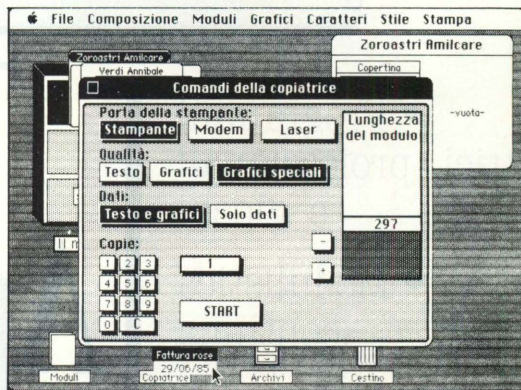 File Composizione Moduli Grafici Caratteri Stile Stampa
Zoroastri Amilcare
Verdi Annibale
Zoroastri Amilcare
Copertina
-vuota-
Comandi della copiatrice
Porta della stampante:
Stampante Modem Laser
Qualità:
Testo Grafici Grafici speciali
Dati:
Testo e grafici Solo dati
Copie:
1 2 3
4 5 6
7 8 9
0 C
1
START
Lunghezza
del modulo
297
-
+
Il
Moduli
Fattura rose
29/06/85
Copiatrice
Archivi
Cestino